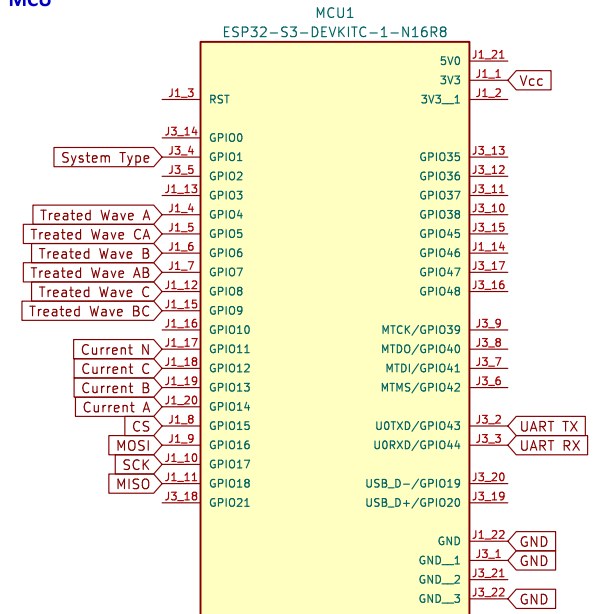 MCU
MCU1
ESP32-S3-DEVKITC-1-N16R8
5V0 J1_21
3V3 J1_1 Vcc
J1_3 RST 3V3__1 J1_2
J3_14 GPIO0
System Type J3_4 GPIO1 GPIO35 J3_13
J3_5 GPIO2 GPIO36 J3_12
J1_13 GPIO3 GPIO37 J3_11
Treated Wave A J1_4 GPIO4 GPIO38 J3_10
Treated Wave CA J1_5 GPIO5 GPIO45 J3_15
Treated Wave B J1_6 GPIO6 GPIO46 J1_14
Treated Wave AB J1_7 GPIO7 GPIO47 J3_17
Treated Wave C J1_12 GPIO8 GPIO48 J3_16
Treated Wave BC J1_15 GPIO9
J1_16 GPIO10 MTCK/GPIO39 J3_9
Current N J1_17 GPIO11 MTDO/GPIO40 J3_8
Current C J1_18 GPIO12 MTDI/GPIO41 J3_7
Current B J1_19 GPIO13 MTMS/GPIO42 J3_6
Current A J1_20 GPIO14
CS J1_8 GPIO15 U0TXD/GPIO43 J3_2 UART TX
MOSI J1_9 GPIO16 U0RXD/GPIO44 J3_3 UART RX
SCK J1_10 GPIO17
MISO J1_11 GPIO18 USB_D-/GPIO19 J3_20
J3_18 GPIO21 USB_D+/GPIO20 J3_19
GND J1_22 GND
GND__1 J3_1 GND
GND__2 J3_21
GND__3 J3_22 GND